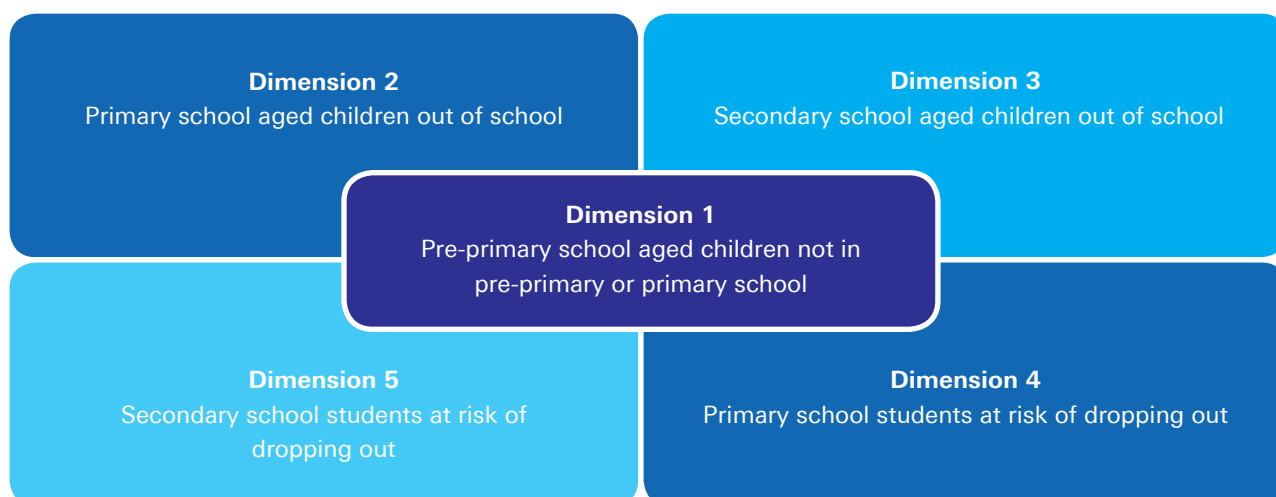 Dimension 2
Primary school aged children out of school
Dimension 3
Secondary school aged children out of school
Dimension 1
Pre-primary school aged children not in
pre-primary or primary school
Dimension 5
Secondary school students at risk of
dropping out
Dimension 4
Primary school students at risk of dropping out